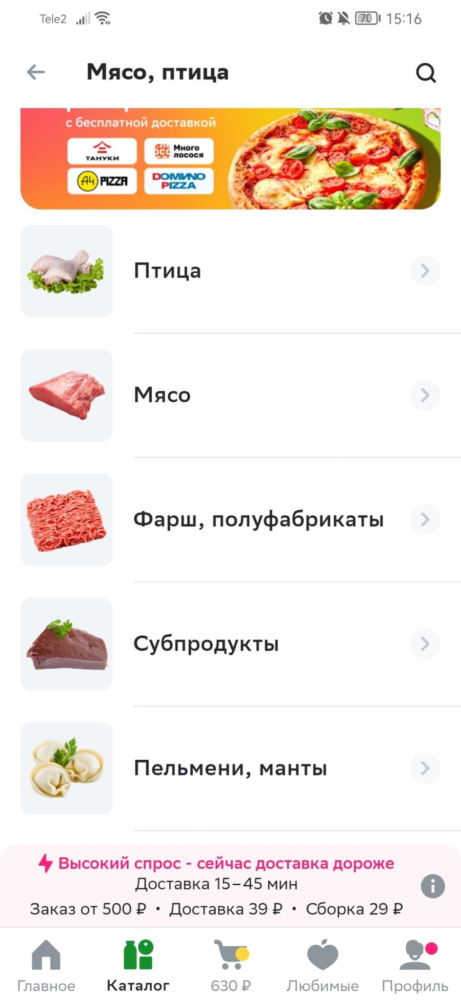 Tele2 70 15:16
Мясо, птица
с бесплатной доставкой
ТАНУКИ
Много
лосося
А4 PIZZA
DOMINO
PIZZA
Птица
Мясо
Фарш, полуфабрикаты
Субпродукты
Пельмени, манты
Высокий спрос - сейчас доставка дороже
Доставка 15–45 мин
Заказ от 500 ₽ • Доставка 39 ₽ • Сборка 29 ₽
Главное Каталог 630 ₽ Любимые Профиль